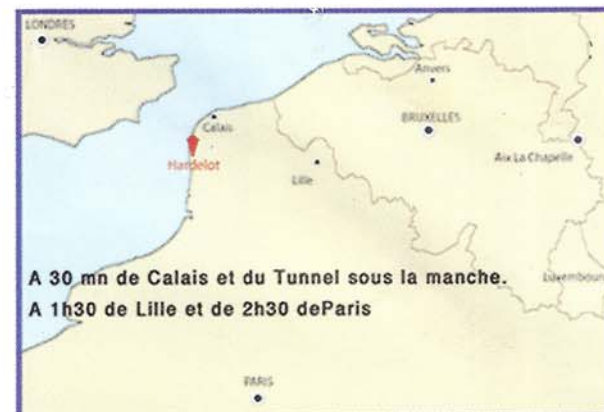 LONDRES
Anvers
Calais
BRUXELLES
Hardelot
Lille
Aix La Chapelle
A 30 mn de Calais et du Tunnel sous la manche.
Luxembourg
A 1h30 de Lille et de 2h30 deParis
PARIS